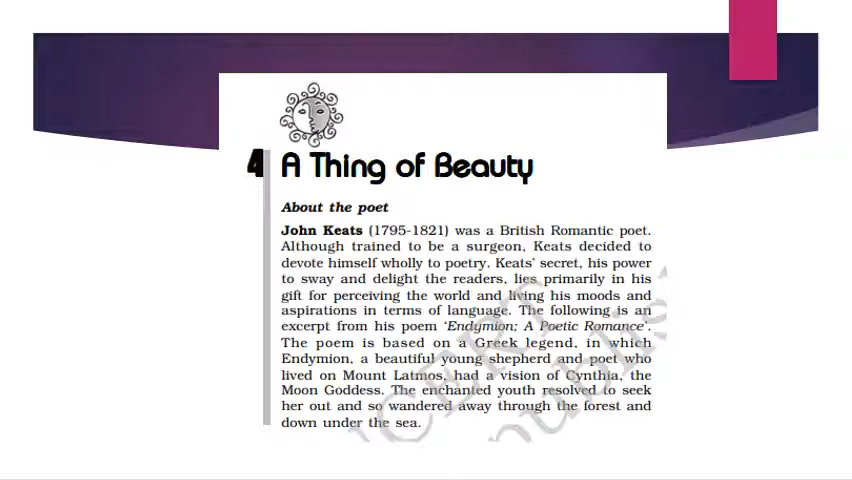 4 A Thing of Beauty
About the poet
John Keats (1795-1821) was a British Romantic poet.
Although trained to be a surgeon, Keats decided to
devote himself wholly to poetry. Keats' secret, his power
to sway and delight the readers, lies primarily in his
gift for perceiving the world and living his moods and
aspirations in terms of language. The following is an
excerpt from his poem 'Endymion; A Poetic Romance'.
The poem is based on a Greek legend, in which
Endymion, a beautiful young shepherd and poet who
lived on Mount Latmos, had a vision of Cynthia, the
Moon Goddess. The enchanted youth resolved to seek
her out and so wandered away through the forest and
down under the sea.